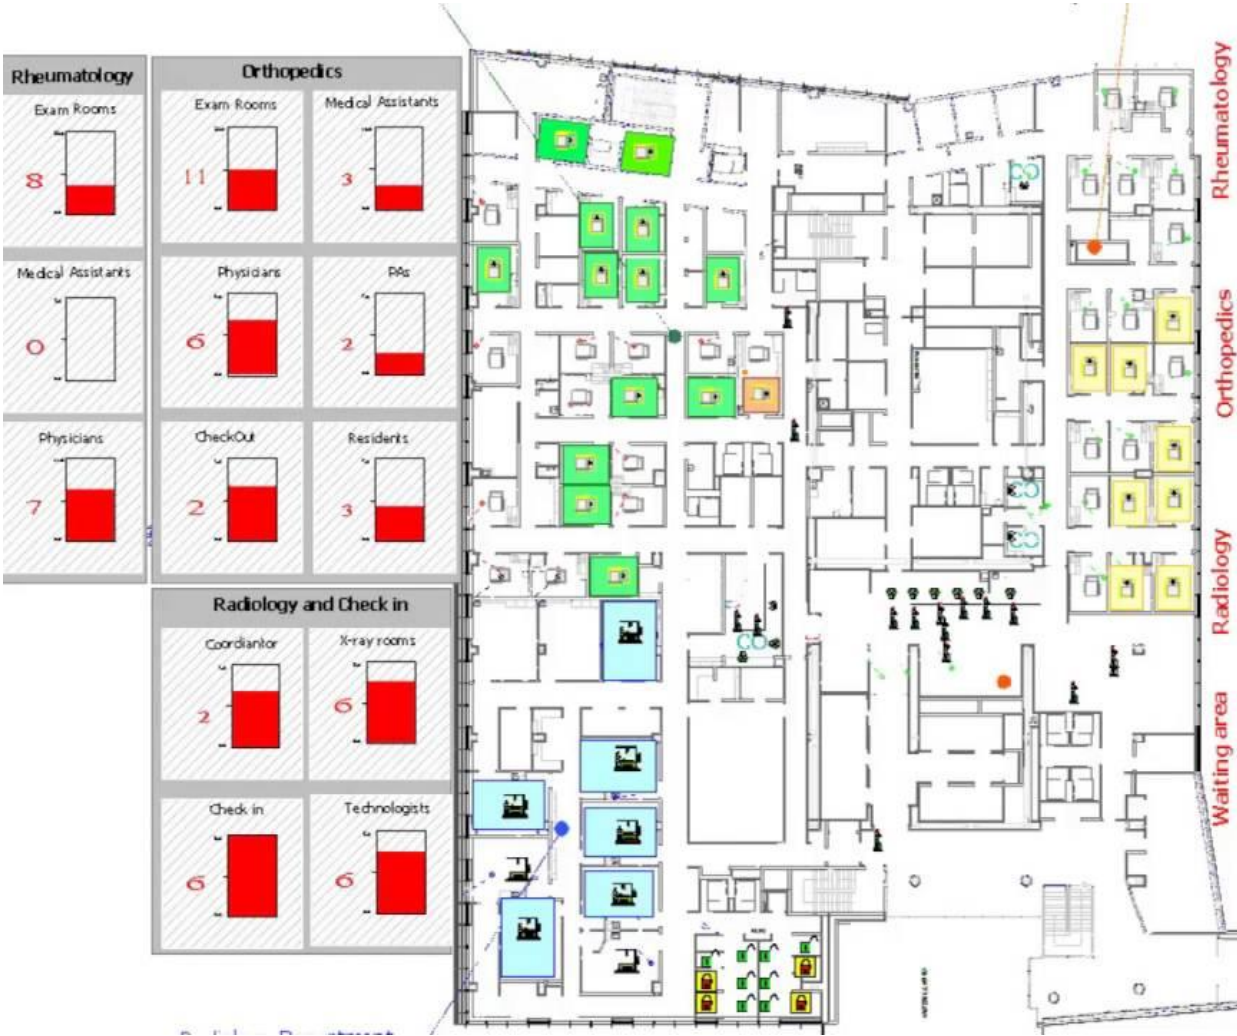 Rheumatology
Exam Rooms
8
Medical Assistants
0
Physicians
7
Orthopedics
Exam Rooms
11
Medical Assistants
3
Physicians
6
PAs
2
CheckOut
2
Residents
3
Radiology and Check in
Coordiantor
2
X-ray rooms
6
Check in
6
Technologists
6
Rheumatology
Orthopedics
Radiology
Waiting area